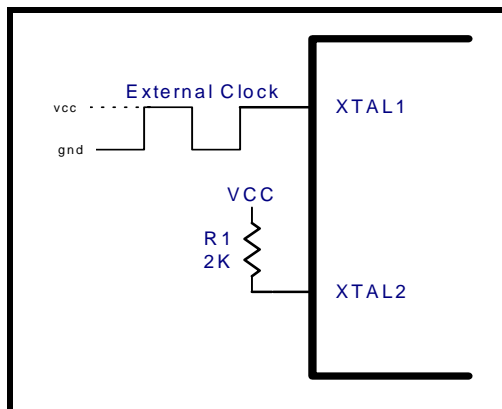 External Clock
vcc
XTAL1
gnd
VCC
R1
2K
XTAL2